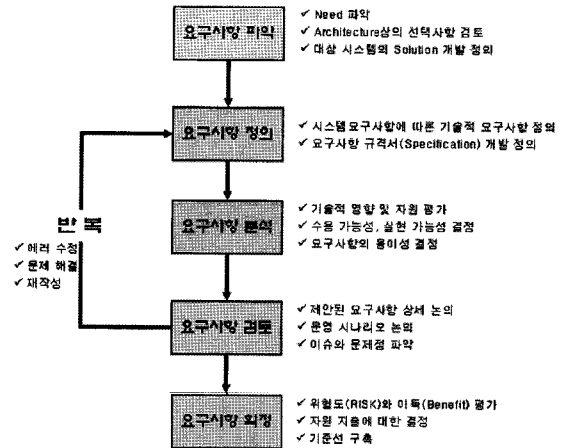 요구사항 파악
✓ Need 파악
✓ Architecture상의 선택사항 검토
✓ 대상 시스템의 Solution 개발 정의
요구사항 정의
✓ 시스템요구사항에 따른 기술적 요구사항 정의
✓ 요구사항 규격서(Specification) 개발 정의
반복
✓ 에러 수정
✓ 문제 해결
✓ 재작성
요구사항 분석
✓ 기술적 영향 및 자원 평가
✓ 수용 가능성, 실현 가능성 결정
✓ 요구사항의 용이성 결정
요구사항 검토
✓ 제안된 요구사항 상세 논의
✓ 운영 시나리오 논의
✓ 이슈와 문제점 파악
요구사항 확정
✓ 위험도(RISK)와 이득(Benefit) 평가
✓ 자원 지출에 대한 결정
✓ 기준선 구축